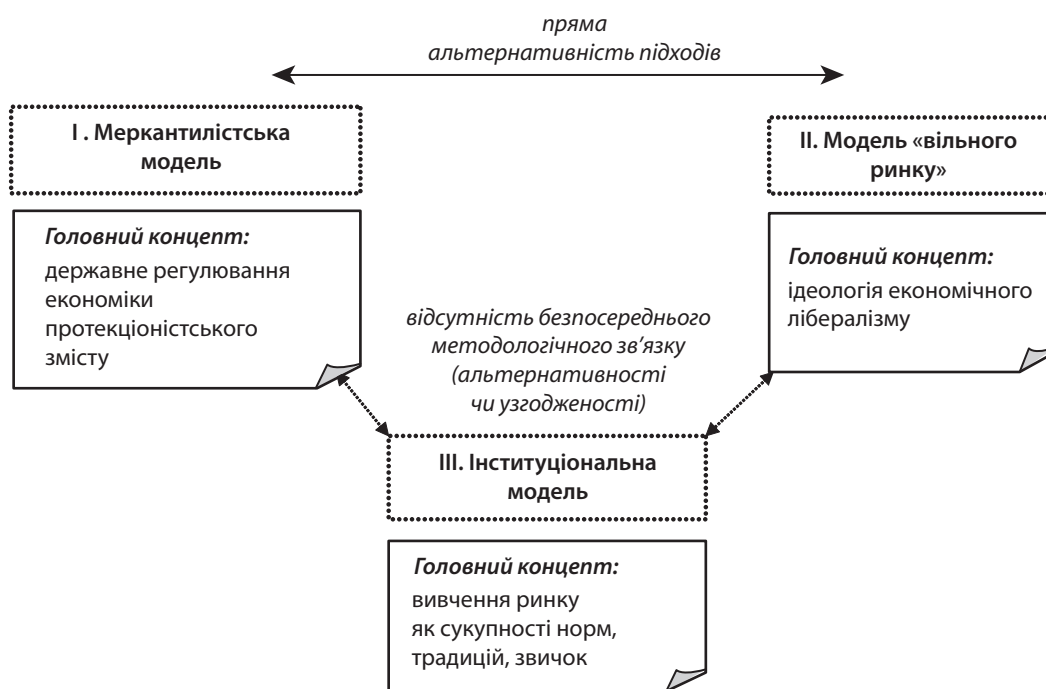 пряма
альтернативність підходів
І . Меркантилістська
модель
ІІ. Модель «вільного
ринку»
Головний концепт:
державне регулювання
економіки
протекціоністського
змісту
Головний концепт:
ідеологія економічного
лібералізму
відсутність безпосереднього
методологічного зв’язку
(альтернативності
чи узгодженості)
ІІІ. Інституціональна
модель
Головний концепт:
вивчення ринку
як сукупності норм,
традицій, звичок